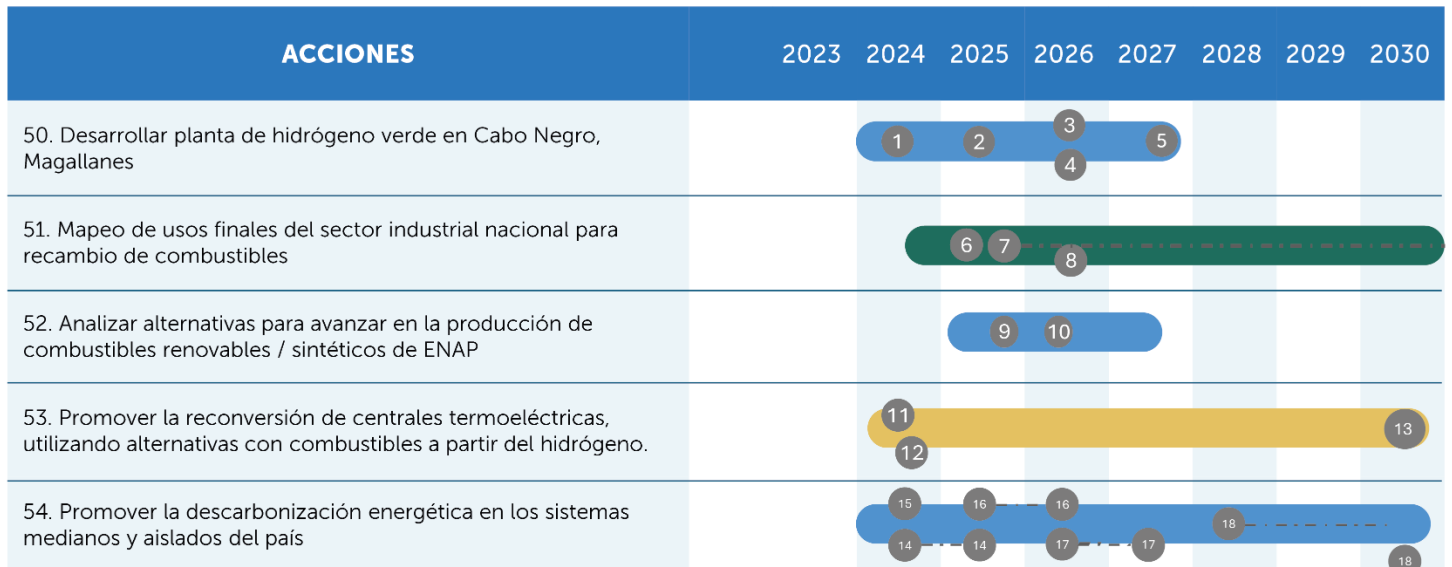 ACCIONES 2023 2024 2025 2026 2027 2028 2029 2030
50. Desarrollar planta de hidrógeno verde en Cabo Negro,
Magallanes
1 2 3 4 5
51. Mapeo de usos finales del sector industrial nacional para
recambio de combustibles
6 7 8
52. Analizar alternativas para avanzar en la producción de
combustibles renovables / sintéticos de ENAP
9 10
53. Promover la reconversión de centrales termoeléctricas,
utilizando alternativas con combustibles a partir del hidrógeno.
11 12 13
54. Promover la descarbonización energética en los sistemas
medianos y aislados del país
15 16 16 18
14 14 17 17 18